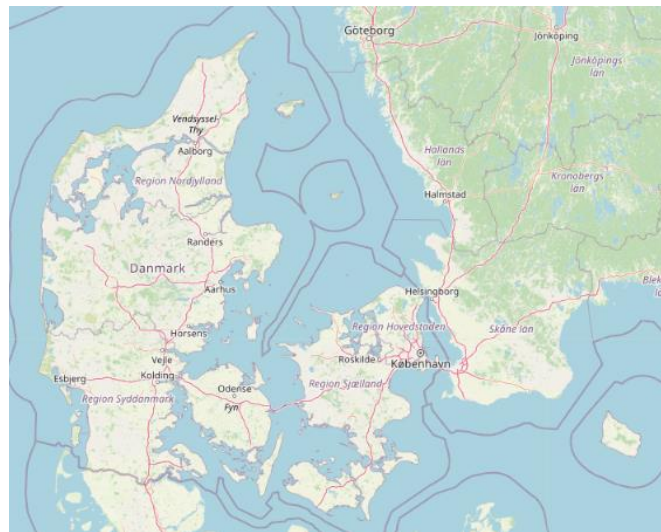 Göteborg
Jönköping
Jönköpings
län
Vendsyssel-
Thy
Aalborg
Region Nordjylland
Hallands
län
Kronobergs
län
Halmstad
Randers
Danmark
Aarhus
Helsingborg
Blek
Horsens
Region Hovedstaden
Skåne län
Vejle
Roskilde
København
Esbjerg
Kolding
Region Sjælland
Odense
Region Syddanmark
Fyn